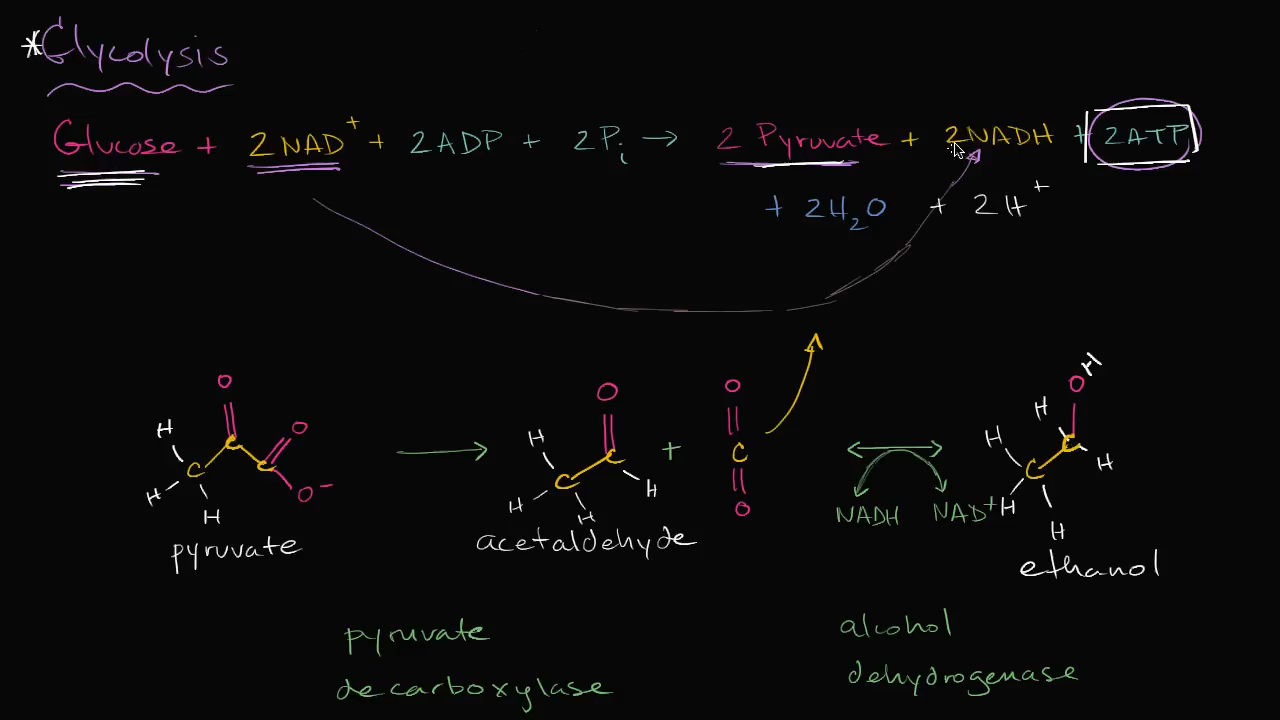 *Glycolysis
Glucose + 2NAD⁺ + 2ADP + 2Pᵢ → 2 Pyruvate + 2NADH + 2ATP
+ 2H₂O + 2H⁺
O O H
H O H O O H
C C C O⁻ H C C + C H C C H
H H H H H O NADH NAD⁺ H H
pyruvate acetaldehyde ethanol
pyruvate
decarboxylase
alcohol
dehydrogenase